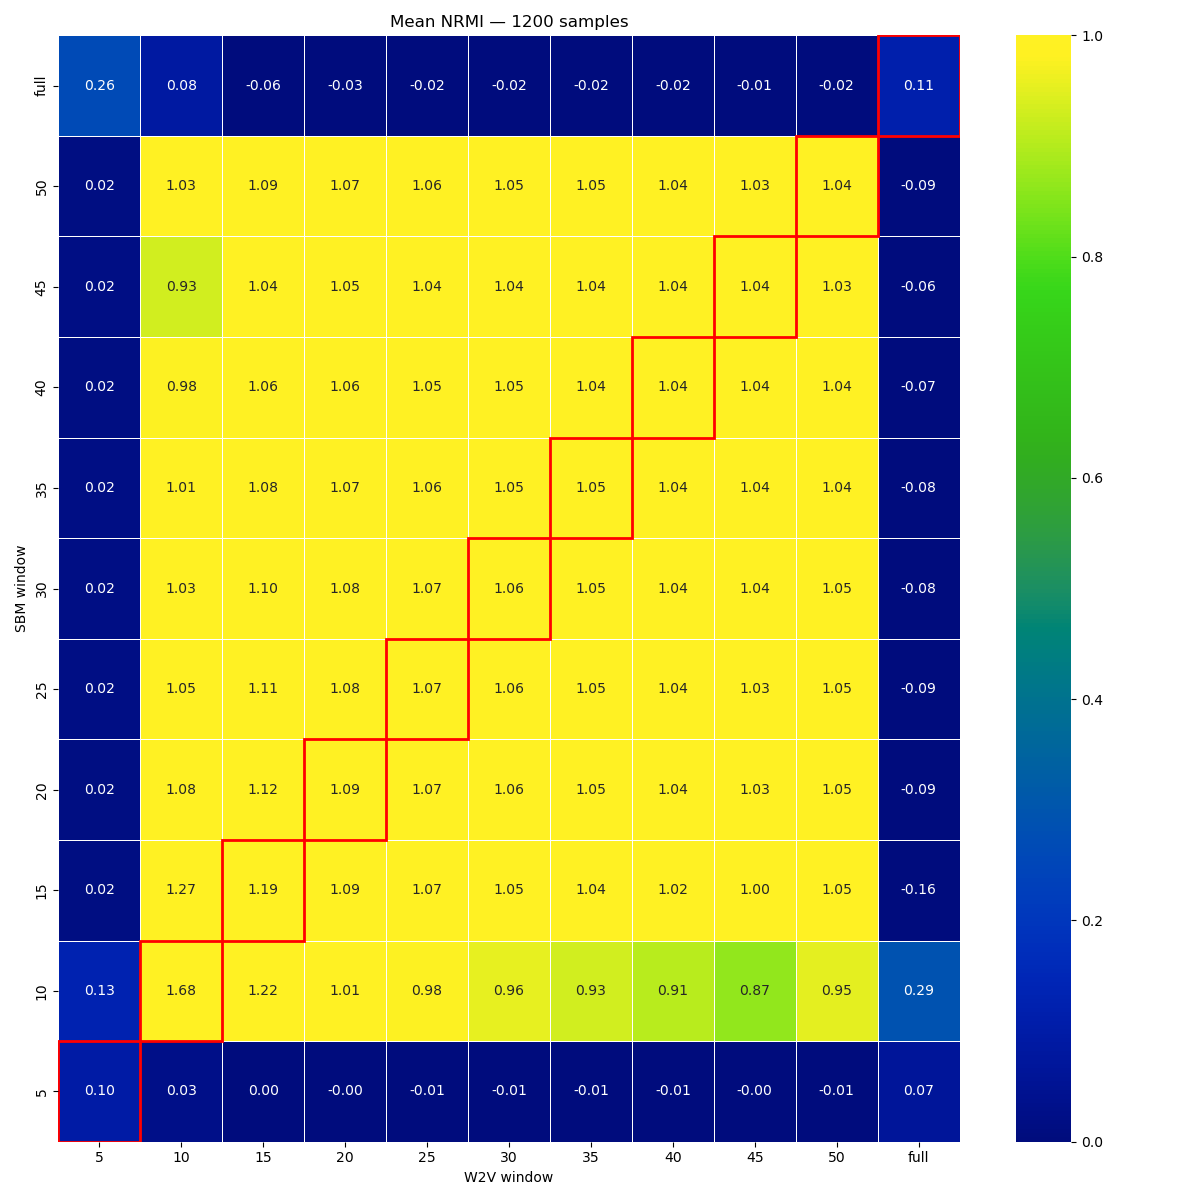 Mean NRMI — 1200 samples
full 0.26 0.08 -0.06 -0.03 -0.02 -0.02 -0.02 -0.02 -0.01 -0.02 0.11
50 0.02 1.03 1.09 1.07 1.06 1.05 1.05 1.04 1.03 1.04 -0.09
45 0.02 0.93 1.04 1.05 1.04 1.04 1.04 1.04 1.04 1.03 -0.06
40 0.02 0.98 1.06 1.06 1.05 1.05 1.04 1.04 1.04 1.04 -0.07
35 0.02 1.01 1.08 1.07 1.06 1.05 1.05 1.04 1.04 1.04 -0.08
30 0.02 1.03 1.10 1.08 1.07 1.06 1.05 1.04 1.04 1.05 -0.08
25 0.02 1.05 1.11 1.08 1.07 1.06 1.05 1.04 1.03 1.05 -0.09
20 0.02 1.08 1.12 1.09 1.07 1.06 1.05 1.04 1.03 1.05 -0.09
15 0.02 1.27 1.19 1.09 1.07 1.05 1.04 1.02 1.00 1.05 -0.16
10 0.13 1.68 1.22 1.01 0.98 0.96 0.93 0.91 0.87 0.95 0.29
5 0.10 0.03 0.00 -0.00 -0.01 -0.01 -0.01 -0.01 -0.00 -0.01 0.07
5 10 15 20 25 30 35 40 45 50 full
W2V window
SBM window
1.0
0.8
0.6
0.4
0.2
0.0